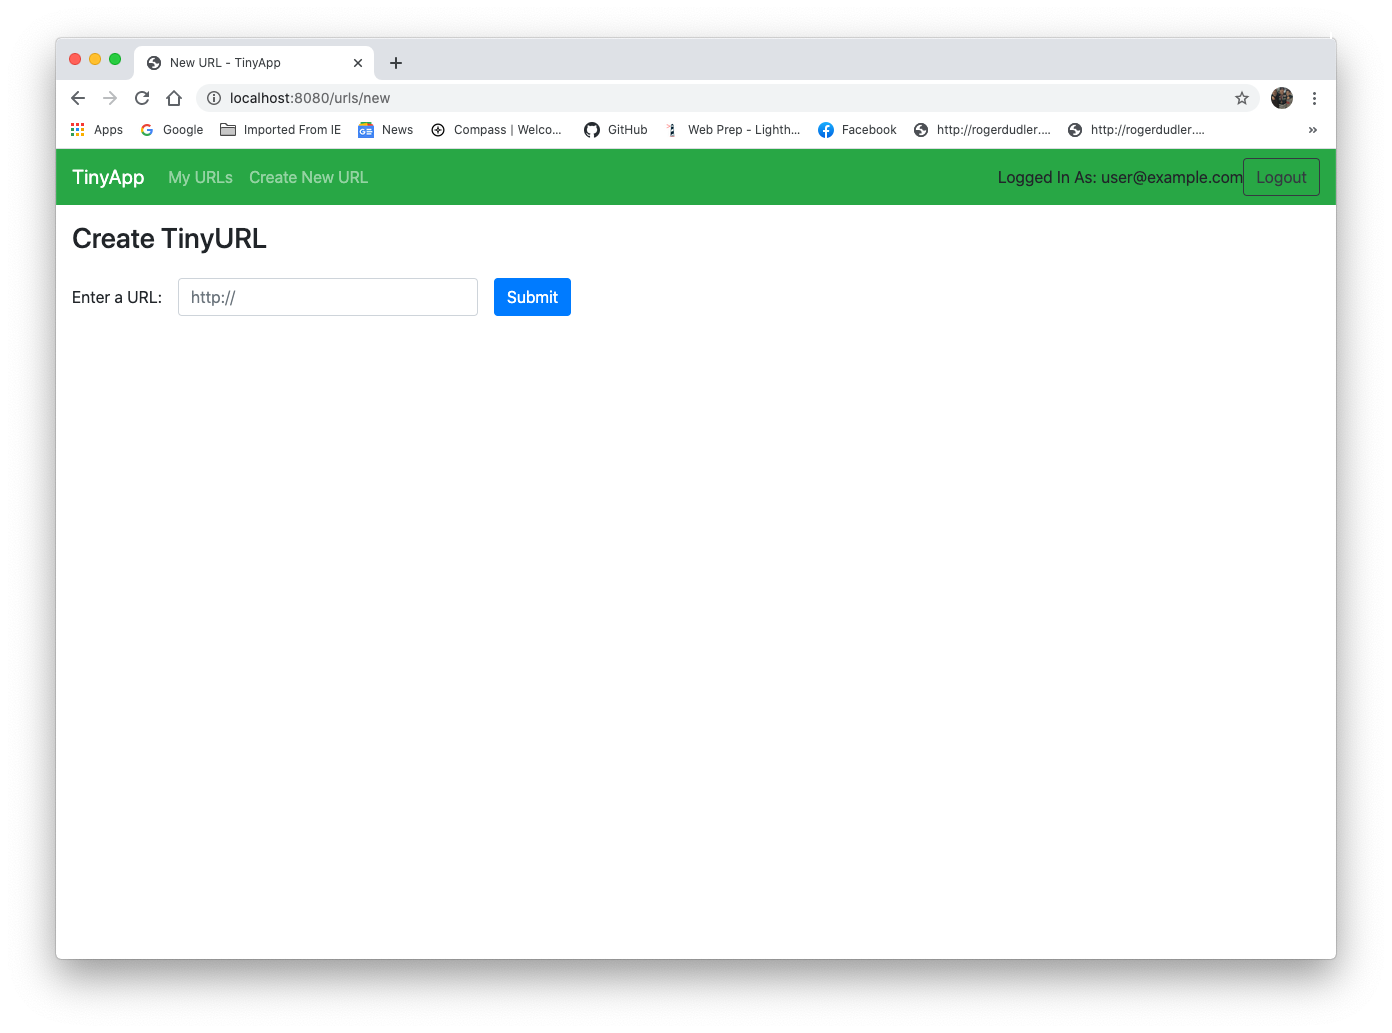 New URL - TinyApp
localhost:8080/urls/new
Apps Google Imported From IE News Compass | Welco... GitHub Web Prep - Lighth... Facebook http://rogerdudler.... http://rogerdudler.... »
TinyApp My URLs Create New URL Logged In As: user@example.com Logout
Create TinyURL
Enter a URL: http:// Submit